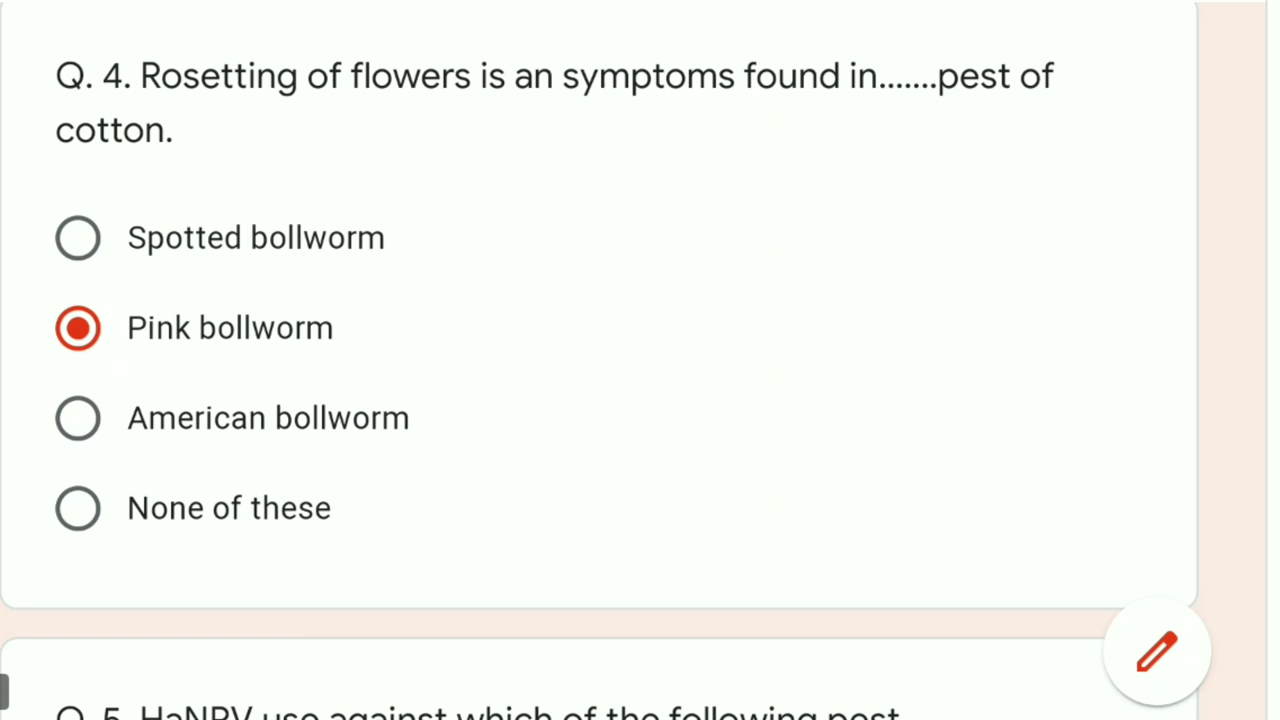 Q. 4. Rosetting of flowers is an symptoms found in.......pest of
cotton.
Spotted bollworm
Pink bollworm
American bollworm
None of these
Q. 5. HaNPV use against which of the following pest